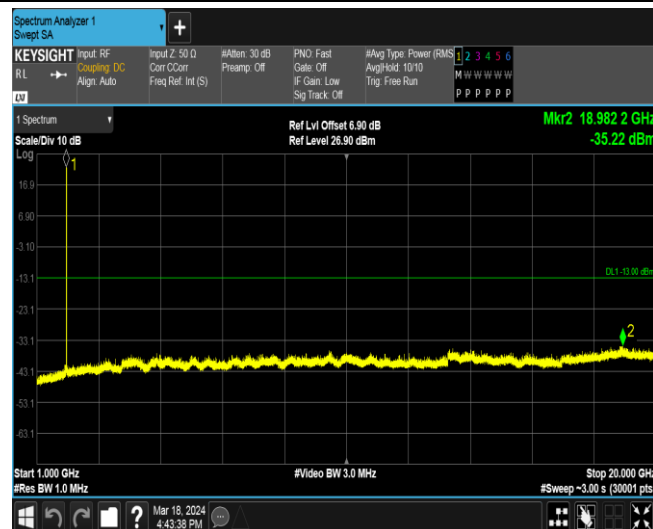 Spectrum Analyzer 1
Swept SA
+
KEYSIGHT
RL
LXI
Input: RF
Coupling: DC
Align: Auto
Input Z: 50 Ω
Corr CCorr
Freq Ref: Int (S)
#Atten: 30 dB
Preamp: Off
PNO: Fast
Gate: Off
IF Gain: Low
Sig Track: Off
#Avg Type: Power (RMS
Avg|Hold: 10/10
Trig: Free Run
1 2 3 4 5 6
M W W W W W
P P P P P P
1 Spectrum
Scale/Div 10 dB
Log
Ref Lvl Offset 6.90 dB
Ref Level 26.90 dBm
Mkr2 18.982 2 GHz
-35.22 dBm
1
16.9
6.90
-3.10
-13.1
DL1 -13.00 dBm
-23.1
-33.1
2
-43.1
-53.1
-63.1
Start 1.000 GHz
#Res BW 1.0 MHz
#Video BW 3.0 MHz
Stop 20.000 GHz
#Sweep ~3.00 s (30001 pts
?
Mar 18, 2024
4:43:38 PM